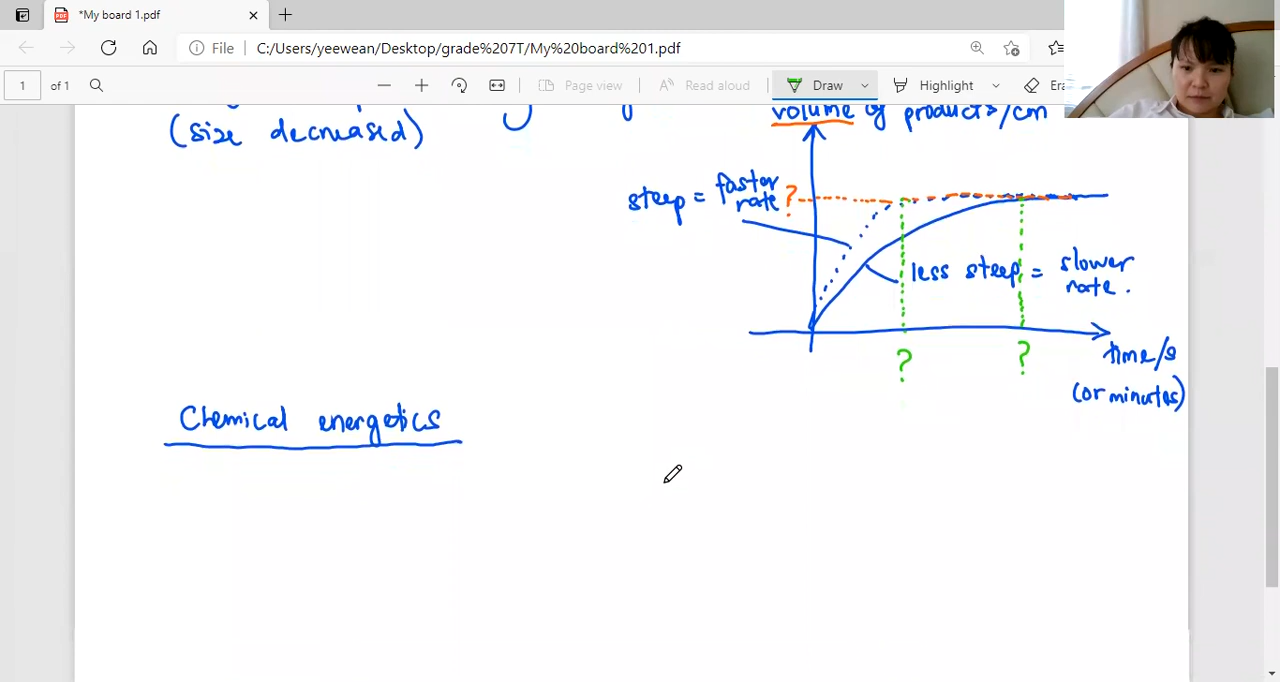 *My board 1.pdf
File C:/Users/yeewean/Desktop/grade%207T/My%20board%201.pdf
1 of 1 Page view Read aloud Draw Highlight Era
(size decreased)
volume of products/cm
steep = faster rate ?
less steep = slower rate.
? ?
time/s
(or minutes)
Chemical energetics